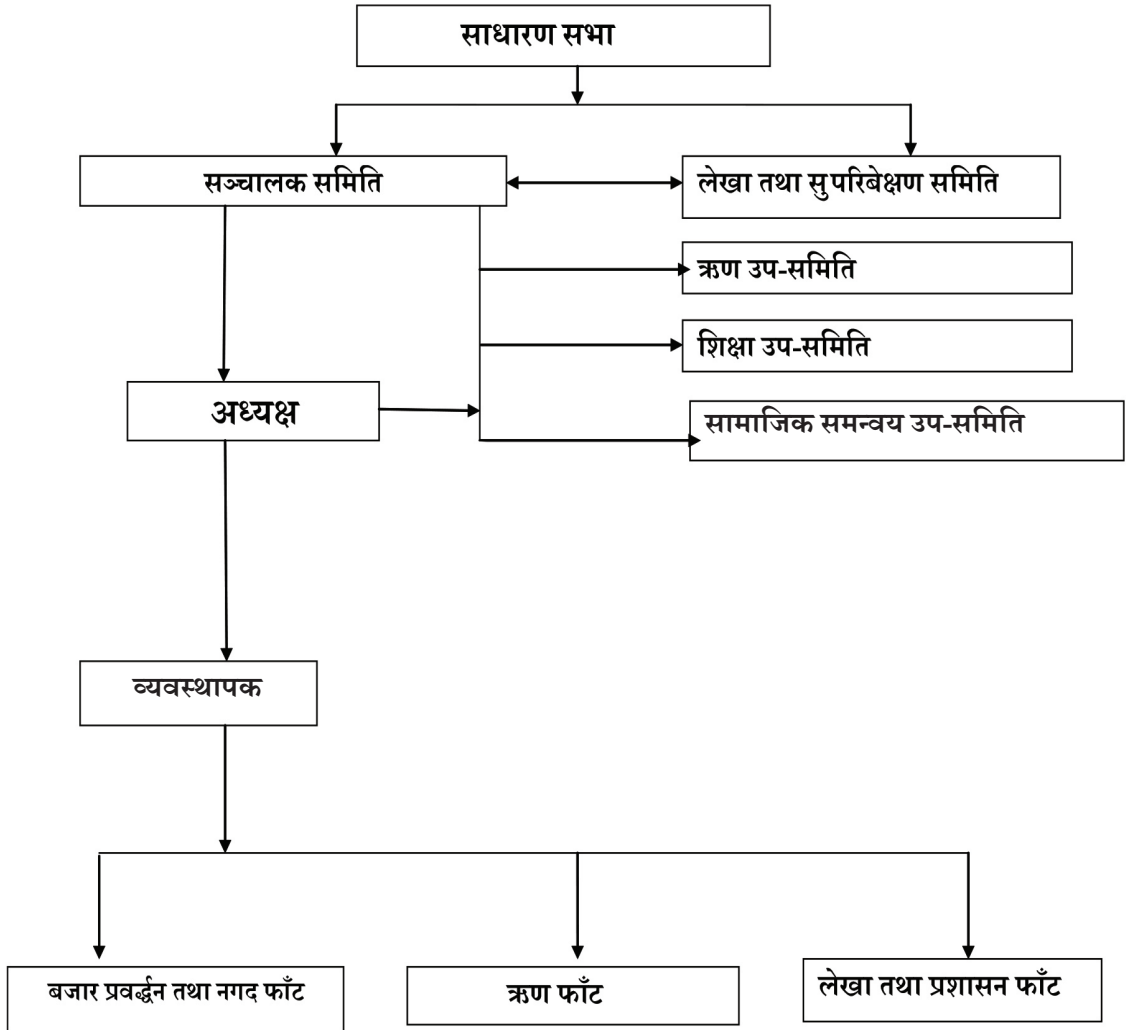 साधारण सभा
सञ्चालक समिति
लेखा तथा सुपरिबेक्षण समिति
ऋण उप-समिति
शिक्षा उप-समिति
अध्यक्ष
सामाजिक समन्वय उप-समिति
व्यवस्थापक
बजार प्रवर्द्धन तथा नगद फाँट
ऋण फाँट
लेखा तथा प्रशासन फाँट